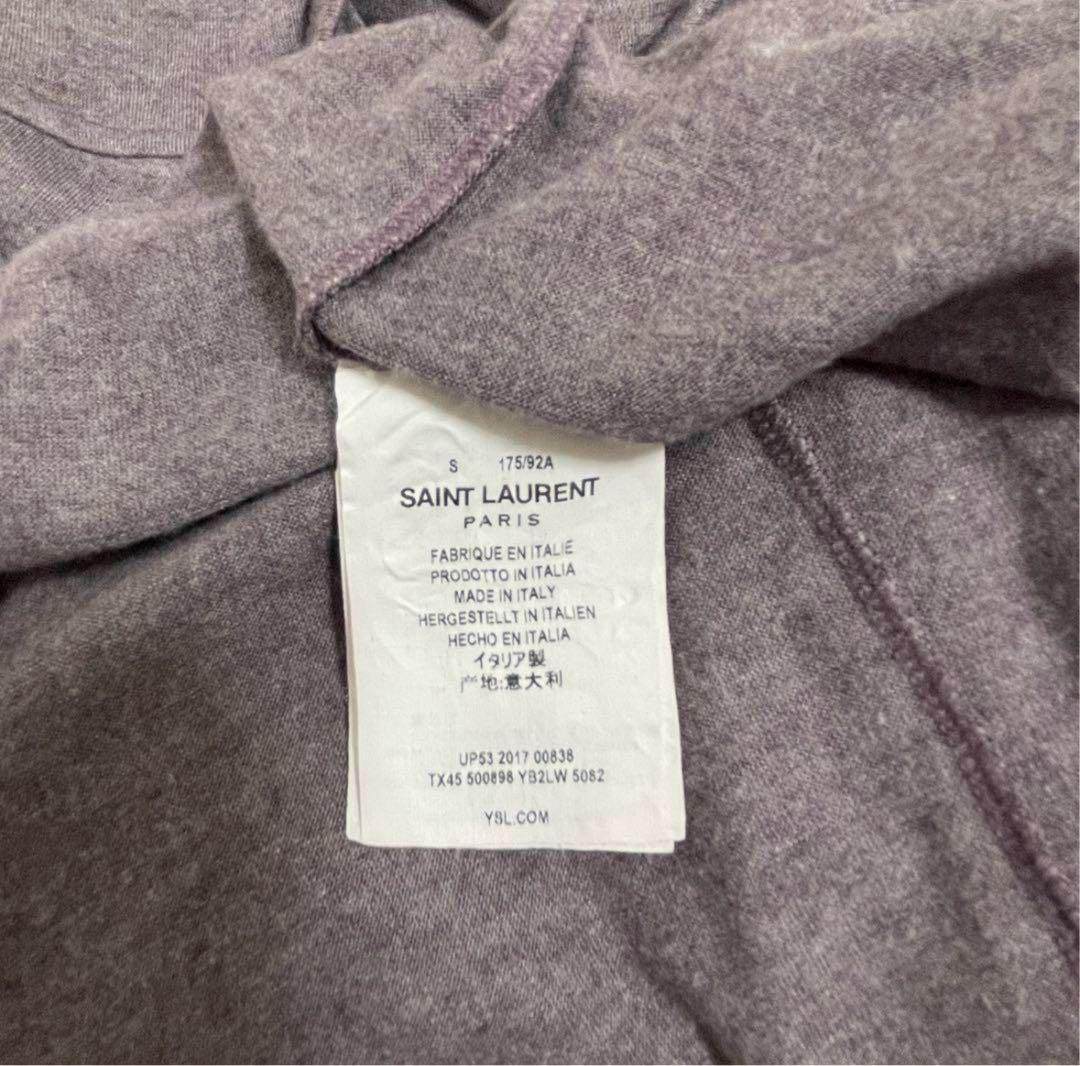 S 175/92A
SAINT LAURENT
PARIS
FABRIQUE EN ITALIE
PRODOTTO IN ITALIA
MADE IN ITALY
HERGESTELLT IN ITALIEN
HECHO EN ITALIA
イタリア製
产地:意大利
UP53 2017 00838
TX45 500898 YB2LW 5082
YSL.COM